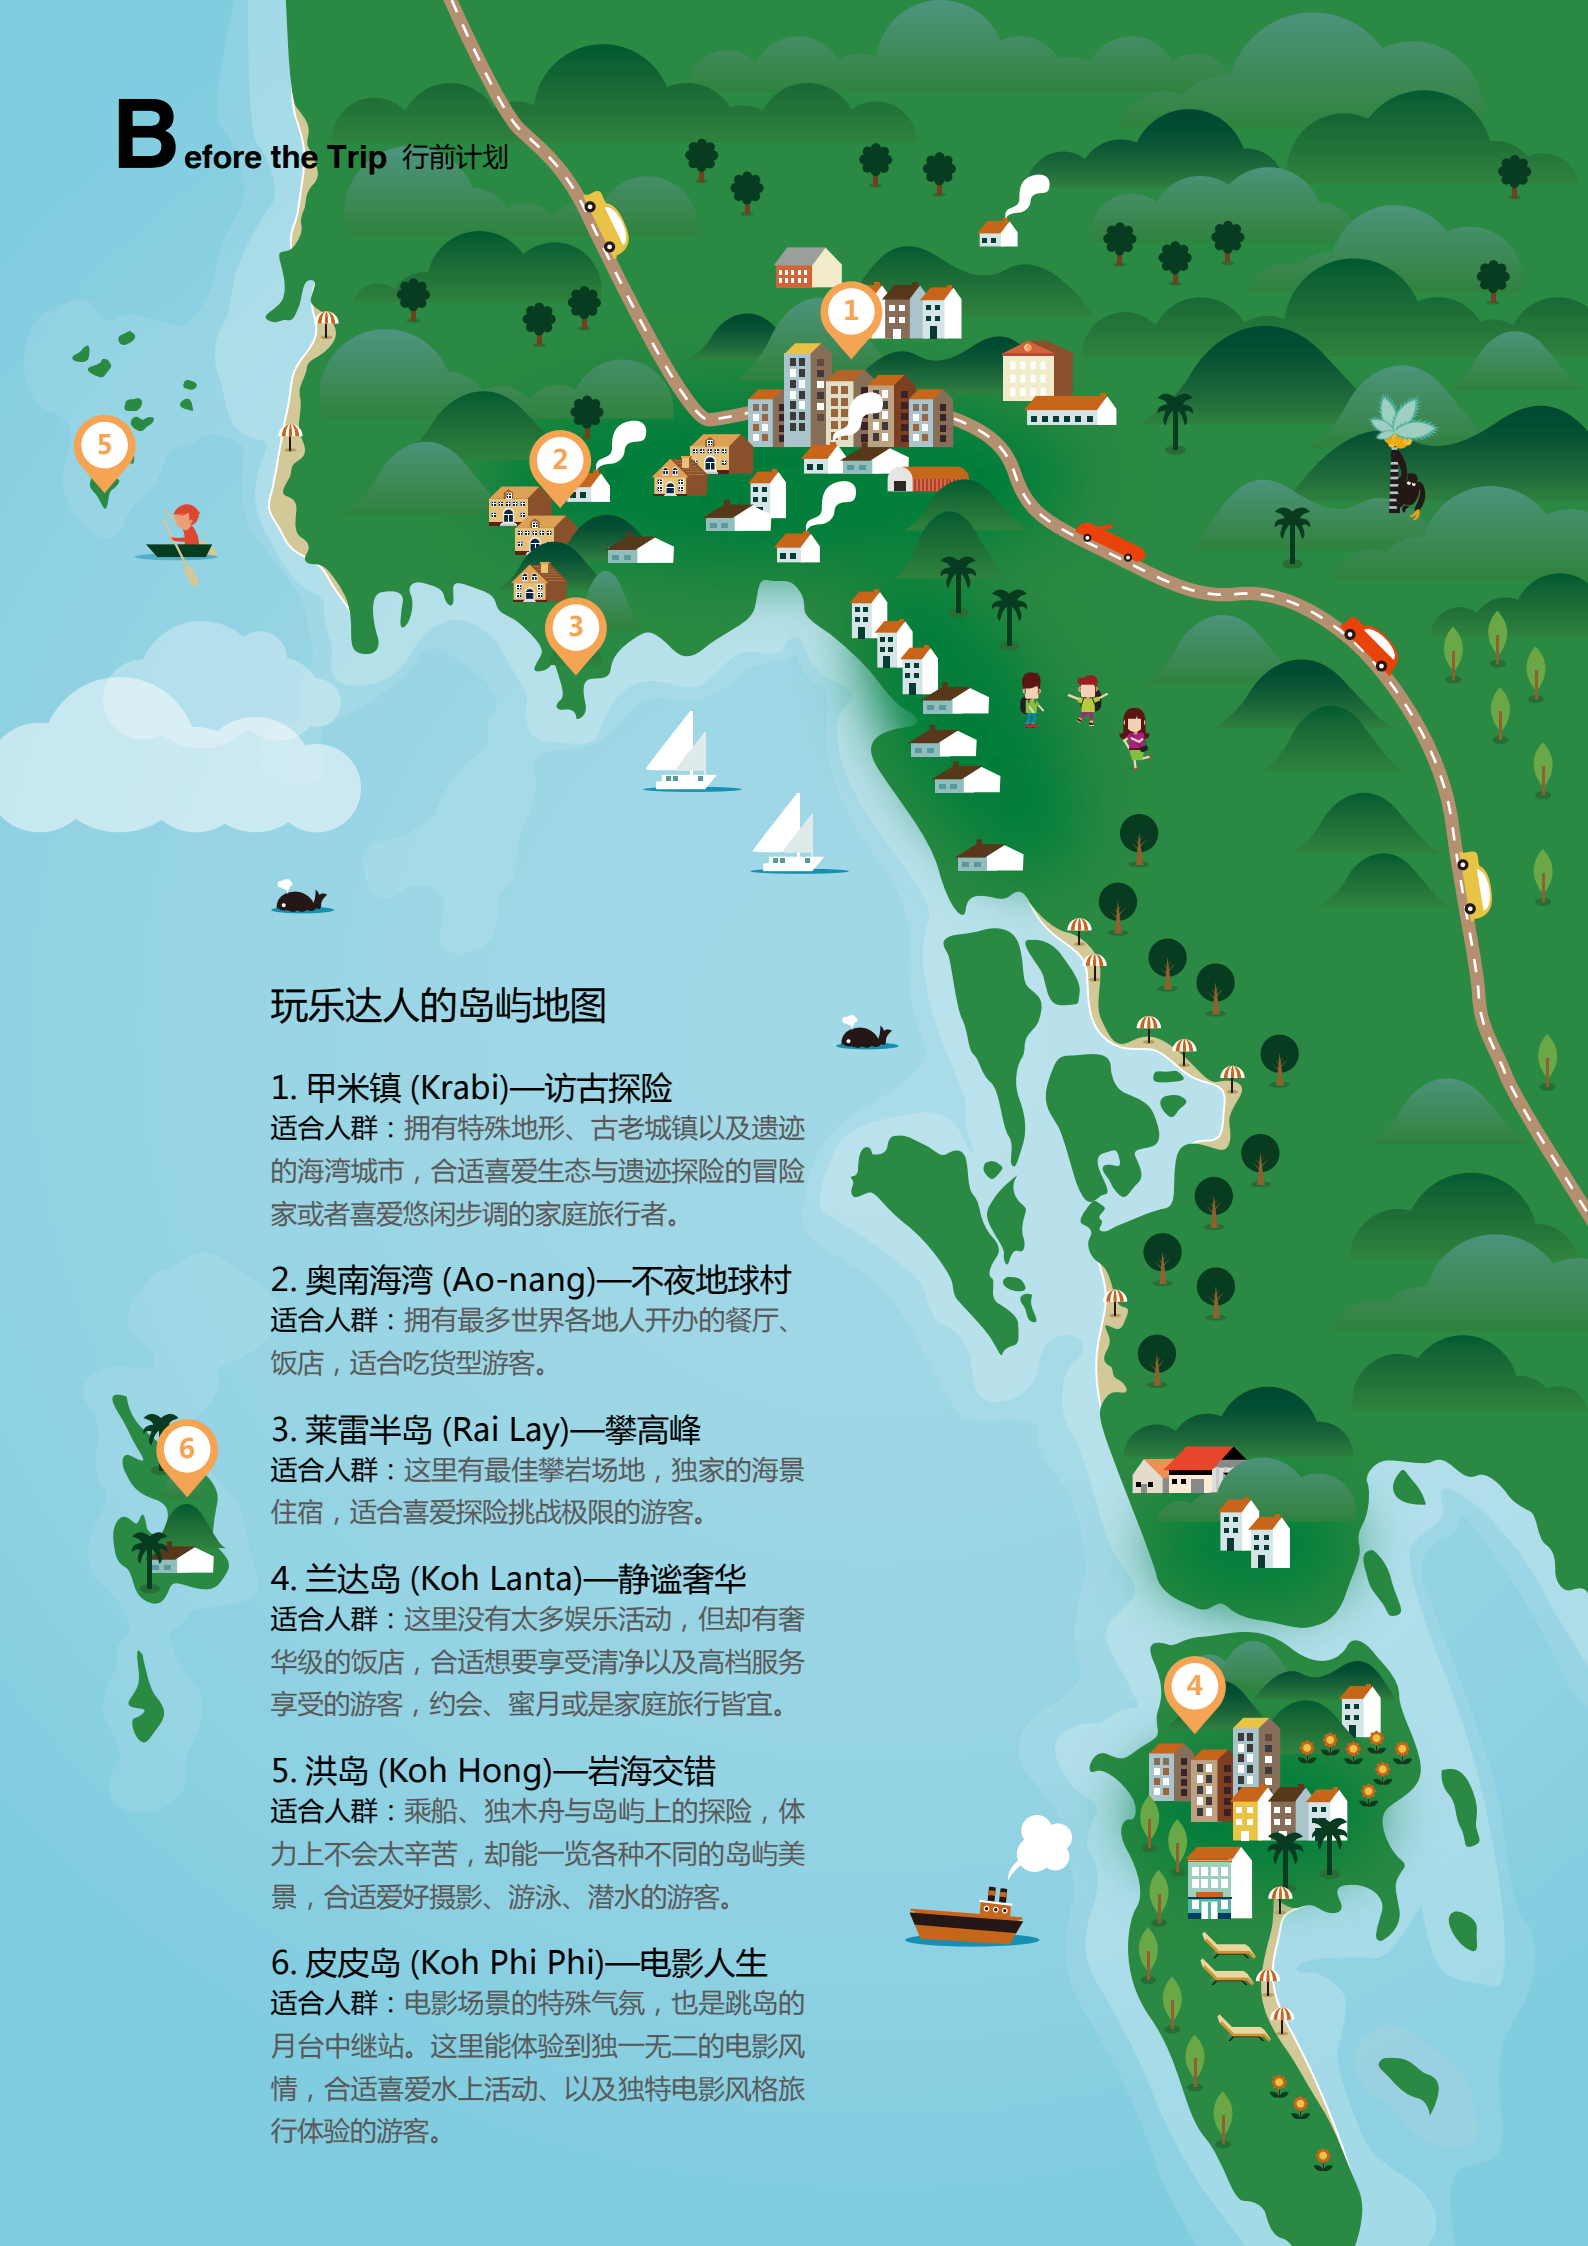 Before the Trip 行前计划
1
2
3
5
玩乐达人的岛屿地图
1. 甲米镇 (Krabi)—访古探险
适合人群：拥有特殊地形、古老城镇以及遗迹
的海湾城市，合适喜爱生态与遗迹探险的冒险
家或者喜爱悠闲步调的家庭旅行者。
2. 奥南海湾 (Ao-nang)—不夜地球村
适合人群：拥有最多世界各地人开办的餐厅、
饭店，适合吃货型游客。
3. 莱雷半岛 (Rai Lay)—攀高峰
适合人群：这里有最佳攀岩场地，独家的海景
住宿，适合喜爱探险挑战极限的游客。
4. 兰达岛 (Koh Lanta)—静谧奢华
适合人群：这里没有太多娱乐活动，但却有奢
华级的饭店，合适想要享受清净以及高档服务
享受的游客，约会、蜜月或是家庭旅行皆宜。
5. 洪岛 (Koh Hong)—岩海交错
适合人群：乘船、独木舟与岛屿上的探险，体
力上不会太辛苦，却能一览各种不同的岛屿美
景，合适爱好摄影、游泳、潜水的游客。
6. 皮皮岛 (Koh Phi Phi)—电影人生
适合人群：电影场景的特殊气氛，也是跳岛的
月台中继站。这里能体验到独一无二的电影风
情，合适喜爱水上活动、以及独特电影风格旅
行体验的游客。
6
4